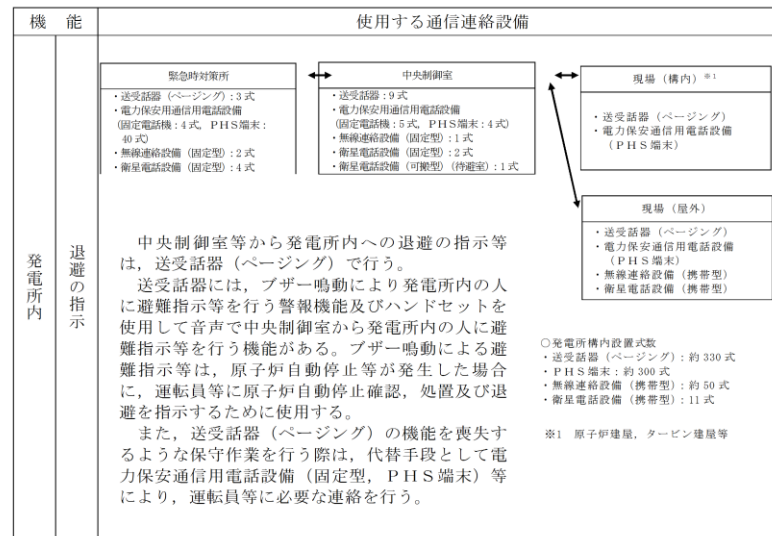 機　能
使用する通信連絡設備
緊急時対策所
・送受話器（ページング）：3式
・電力保安用通信用電話設備
(固定電話機：4式，ＰＨＳ端末：
40式)
・無線連絡設備（固定型）：2式
・衛星電話設備（固定型）：4式
中央制御室
・送受話器：9式
・電力保安用通信用電話設備
(固定電話機：5式，ＰＨＳ端末：4式)
・無線連絡設備（固定型）：1式
・衛星電話設備（固定型）：2式
・衛星電話設備（可搬型）（待避室）：1式
現場（構内）※1
・送受話器（ページング）
・電力保安通信用電話設備
（ＰＨＳ端末）
現場（屋外）
・送受話器（ページング）
・電力保安通信用電話設備
（ＰＨＳ端末）
・無線連絡設備（携帯型）
・衛星電話設備（携帯型）
発電所内
退避の指示
中央制御室等から発電所内への退避の指示等
は，送受話器（ページング）で行う。
送受話器には，ブザー鳴動により発電所内の人
に避難指示等を行う警報機能及びハンドセットを
使用して音声で中央制御室から発電所内の人に避
難指示等を行う機能がある。ブザー鳴動による避
難指示等は，原子炉自動停止等が発生した場合
に，運転員等に原子炉自動停止確認，処置及び退
避を指示するために使用する。
また，送受話器（ページング）の機能を喪失す
るような保守作業を行う際は，代替手段として電
力保安通信用電話設備（固定型，ＰＨＳ端末）等
により，運転員等に必要な連絡を行う。
○発電所構内設置式数
・送受話器（ページング）：約330式
・ＰＨＳ端末：約300式
・無線連絡設備（携帯型）：約50式
・衛星電話設備（携帯型）：11式
※1　原子炉建屋，タービン建屋等